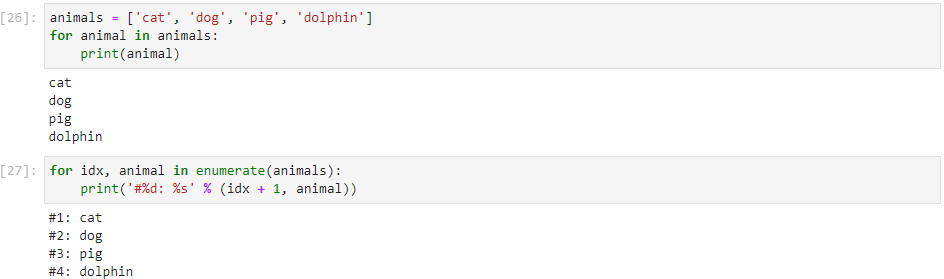 [26]: animals = ['cat', 'dog', 'pig', 'dolphin']
for animal in animals:
    print(animal)
cat
dog
pig
dolphin
[27]: for idx, animal in enumerate(animals):
    print('#%d: %s' % (idx + 1, animal))
#1: cat
#2: dog
#3: pig
#4: dolphin